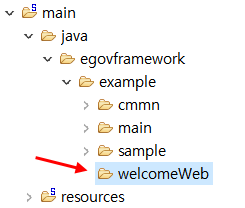 main
java
egovframework
example
cmmn
main
sample
welcomeWeb
resources